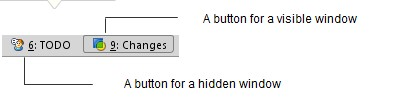 A button for a visible window
6: TODO
9: Changes
A button for a hidden window